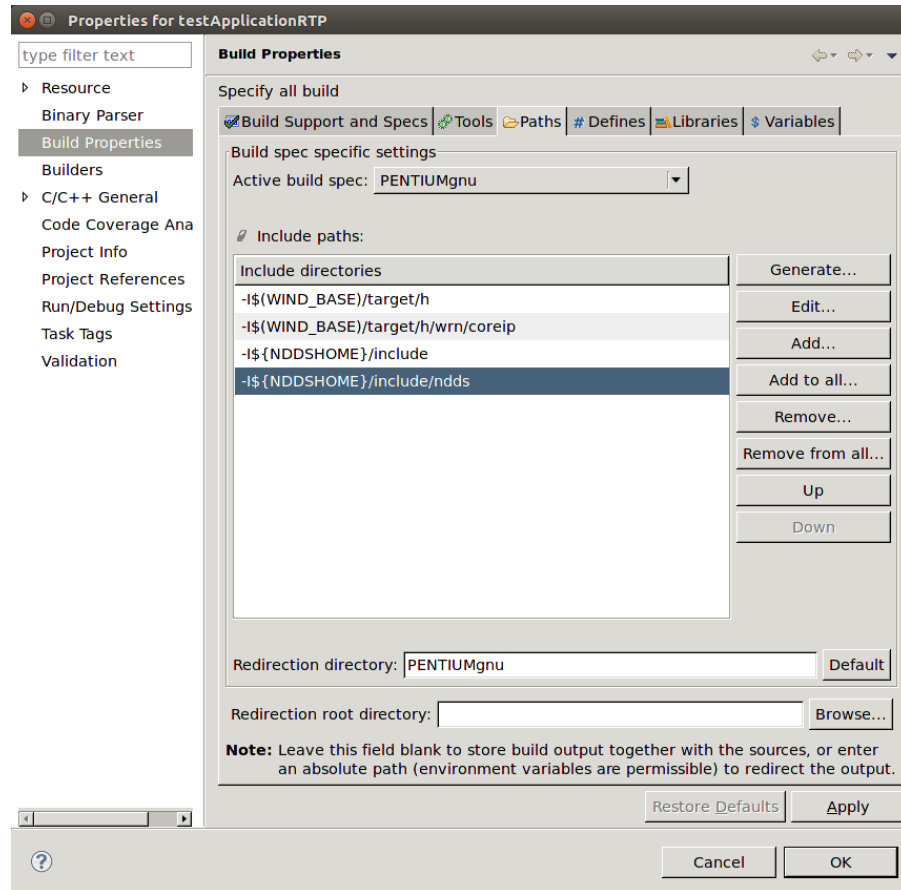 Properties for testApplicationRTP
type filter text
Resource
Binary Parser
Build Properties
Builders
C/C++ General
Code Coverage Ana
Project Info
Project References
Run/Debug Settings
Task Tags
Validation
Build Properties
Specify all build
Build Support and Specs Tools Paths # Defines Libraries $ Variables
Build spec specific settings
Active build spec: PENTIUMgnu
Include paths:
Include directories
-I$(WIND_BASE)/target/h
-I$(WIND_BASE)/target/h/wrn/coreip
-I${NDDSHOME}/include
-I${NDDSHOME}/include/ndds
Generate...
Edit...
Add...
Add to all...
Remove...
Remove from all...
Up
Down
Redirection directory: PENTIUMgnu Default
Redirection root directory: Browse...
Note: Leave this field blank to store build output together with the sources, or enter
an absolute path (environment variables are permissible) to redirect the output.
Restore Defaults Apply
? Cancel OK